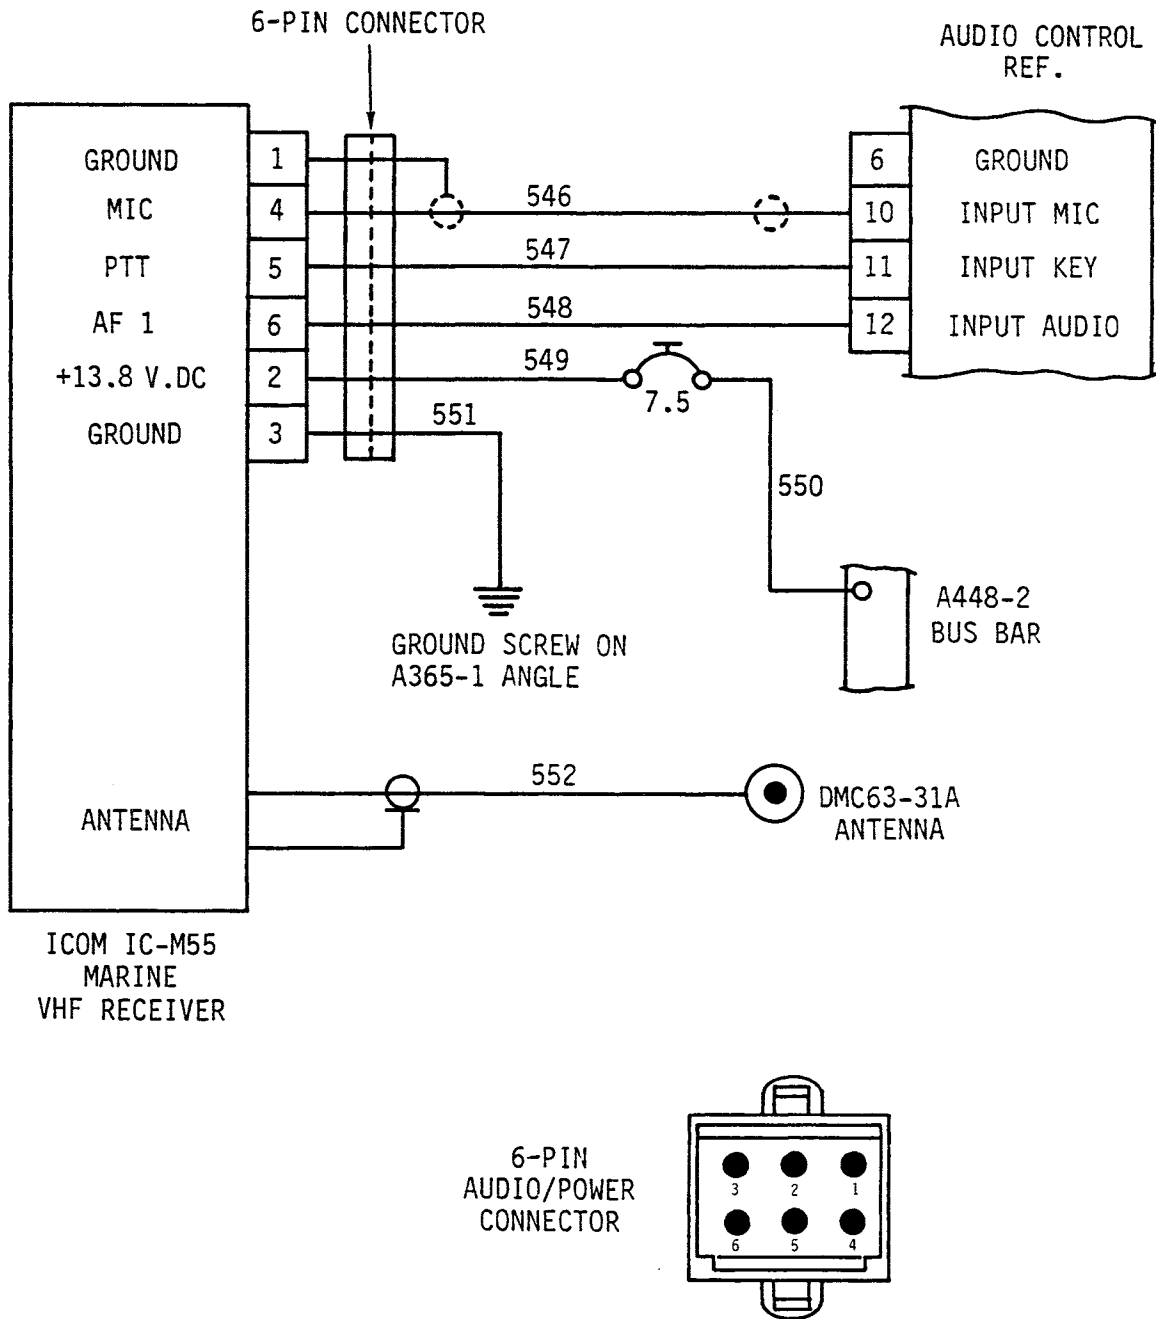 6-PIN CONNECTOR
AUDIO CONTROL
REF.
GROUND 1
MIC 4
PTT 5
AF 1 6
+13.8 V.DC 2
GROUND 3
546
547
548
549
7.5
551
550
6 GROUND
10 INPUT MIC
11 INPUT KEY
12 INPUT AUDIO
GROUND SCREW ON
A365-1 ANGLE
A448-2
BUS BAR
ANTENNA
552
DMC63-31A
ANTENNA
ICOM IC-M55
MARINE
VHF RECEIVER
6-PIN
AUDIO/POWER
CONNECTOR
3 2 1
6 5 4